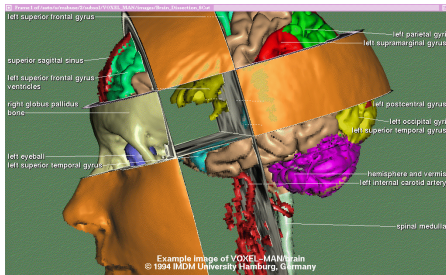 left superior frontal gyrus
superior sagittal sinus
left superior frontal gyrus
ventricles
right globus pallidus
bone
left eyeball
left superior temporal gyrus
left parietal gyri
left supramarginal gyrus
left postcentral gyrus
left occipital gyri
left superior temporal gyrus
hemisphere and vermis
left internal carotid artery
spinal medulla
Example image of VOXEL-MAN/brain
© 1994 IMDM University Hamburg, Germany